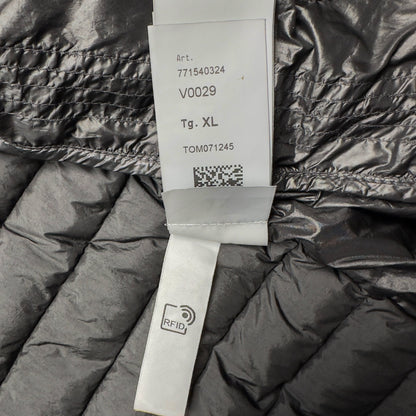 Art.
771540324
V0029
Tg. XL
TOM071245
RFID